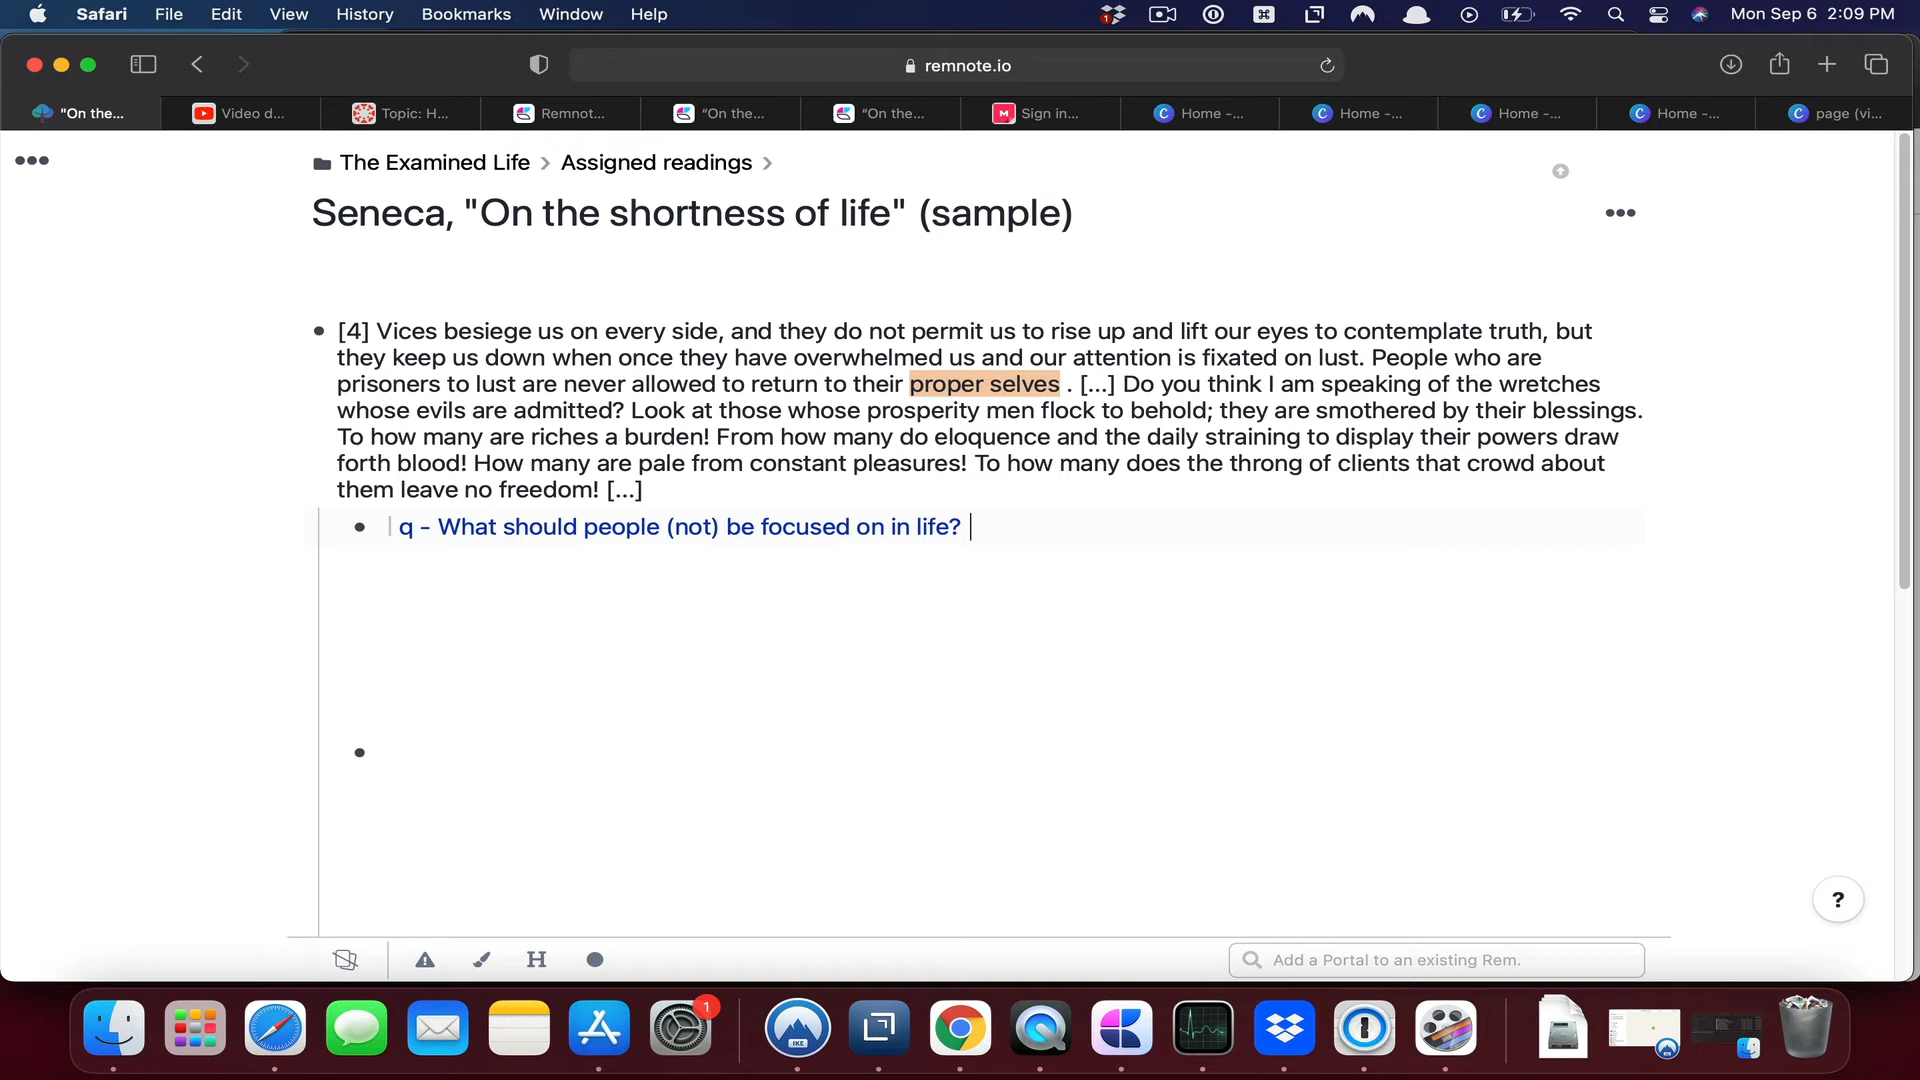 Safari File Edit View History Bookmarks Window Help 1 Mon Sep 6 2:09 PM
remnote.io
"On the... Video d... Topic: H... Remnot... "On the... "On the... M Sign in... C Home -... C Home -... C Home -... C Home -... C page (vi...
The Examined Life > Assigned readings >
Seneca, "On the shortness of life" (sample)
[4] Vices besiege us on every side, and they do not permit us to rise up and lift our eyes to contemplate truth, but
they keep us down when once they have overwhelmed us and our attention is fixated on lust. People who are
prisoners to lust are never allowed to return to their proper selves . [...] Do you think I am speaking of the wretches
whose evils are admitted? Look at those whose prosperity men flock to behold; they are smothered by their blessings.
To how many are riches a burden! From how many do eloquence and the daily straining to display their powers draw
forth blood! How many are pale from constant pleasures! To how many does the throng of clients that crowd about
them leave no freedom! [...]
q - What should people (not) be focused on in life?
?
H Add a Portal to an existing Rem.
1 IKE